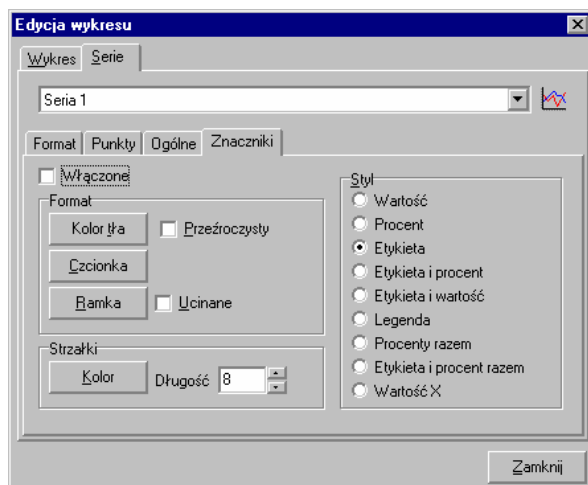 Edycja wykresu
Wykres Serie
Seria 1
Format Punkty Ogólne Znaczniki
Włączone
Format
Kolor tła Przeźroczysty
Czcionka
Ramka Ucinane
Strzałki
Kolor Długość 8
Styl
Wartość
Procent
Etykieta
Etykieta i procent
Etykieta i wartość
Legenda
Procenty razem
Etykieta i procent razem
Wartość X
Zamknij